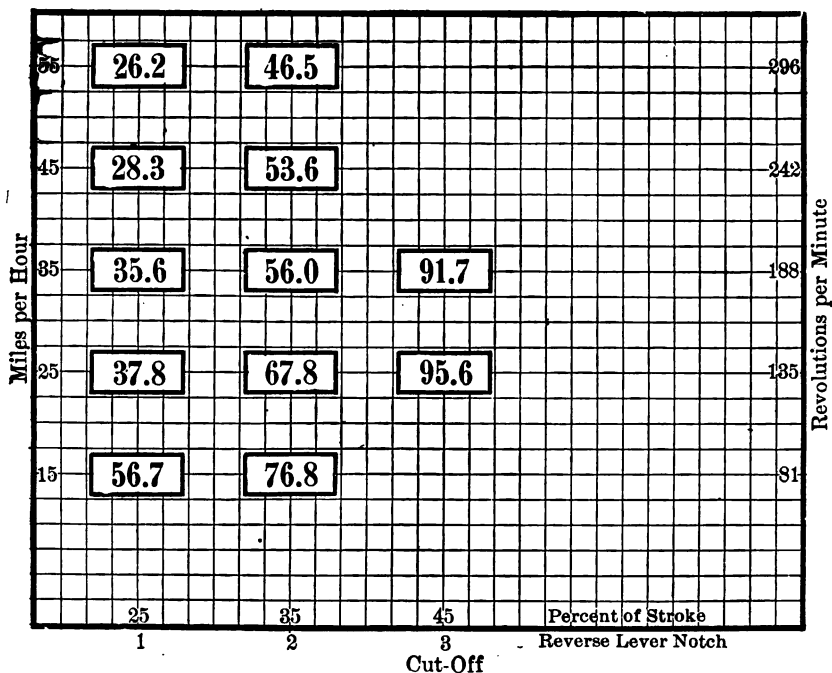 55 26.2 46.5 296
45 28.3 53.6 242
35 35.6 56.0 91.7 188
25 37.8 67.8 95.6 135
15 56.7 76.8 81
Miles per Hour
Revolutions per Minute
25 35 45 Percent of Stroke
1 2 3 Reverse Lever Notch
Cut-Off